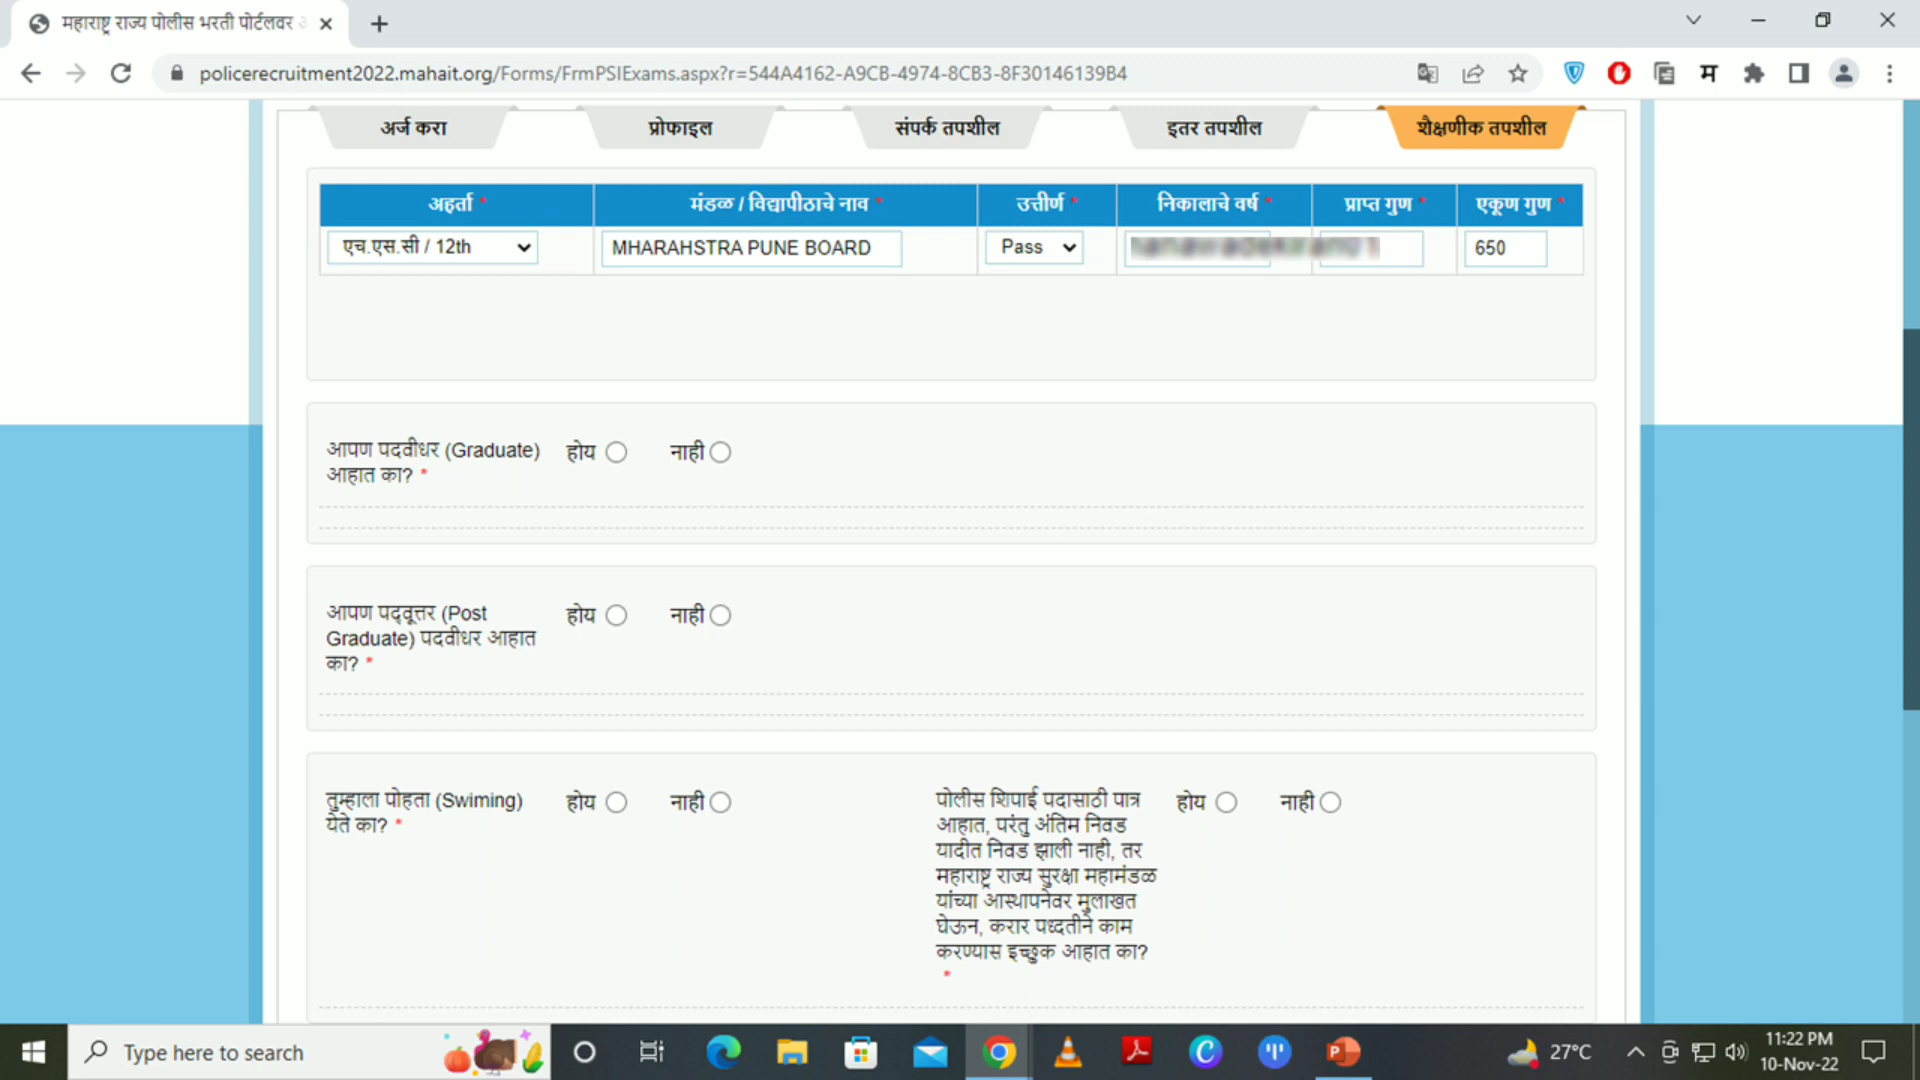 महाराष्ट्र राज्य पोलीस भरती पोर्टलवर
policerecruitment2022.mahait.org/Forms/FrmPSIExams.aspx?r=544A4162-A9CB-4974-8CB3-8F30146139B4
अर्ज करा प्रोफाइल संपर्क तपशील इतर तपशील शैक्षणीक तपशील
अहर्ता * मंडळ / विद्यापीठाचे नाव * उत्तीर्ण * निकालाचे वर्ष * प्राप्त गुण * एकूण गुण *
एच.एस.सी / 12th MHARAHSTRA PUNE BOARD Pass 650
आपण पदवीधर (Graduate) होय नाही
आहात का? *
आपण पद्वूत्तर (Post होय नाही
Graduate) पदवीधर आहात
का? *
तुम्हाला पोहता (Swiming) होय नाही
येते का? *
पोलीस शिपाई पदासाठी पात्र होय नाही
आहात, परंतु अंतिम निवड
यादीत निवड झाली नाही, तर
महाराष्ट्र राज्य सुरक्षा महामंडळ
यांच्या आस्थापनेवर मुलाखत
घेऊन, करार पध्दतीने काम
करण्यास इच्छुक आहात का?
*
Type here to search
27°C
11:22 PM
10-Nov-22